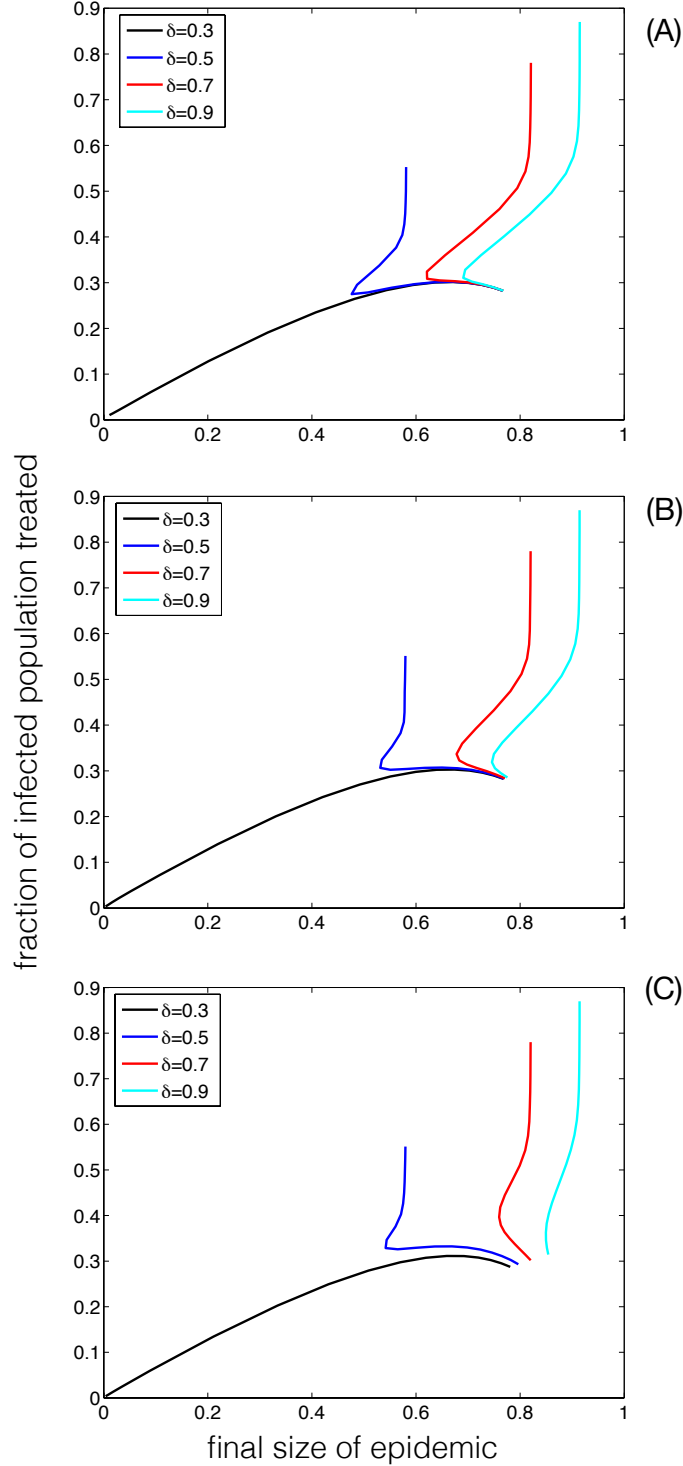 (A)
0.9
0.8
0.7
0.6
0.5
0.4
0.3
0.2
0.1
0
δ=0.3
δ=0.5
δ=0.7
δ=0.9
0 0.2 0.4 0.6 0.8 1
(B)
0.9
0.8
0.7
0.6
0.5
0.4
0.3
0.2
0.1
0
δ=0.3
δ=0.5
δ=0.7
δ=0.9
0 0.2 0.4 0.6 0.8 1
fraction of infected population treated
(C)
0.9
0.8
0.7
0.6
0.5
0.4
0.3
0.2
0.1
0
δ=0.3
δ=0.5
δ=0.7
δ=0.9
0 0.2 0.4 0.6 0.8 1
final size of epidemic